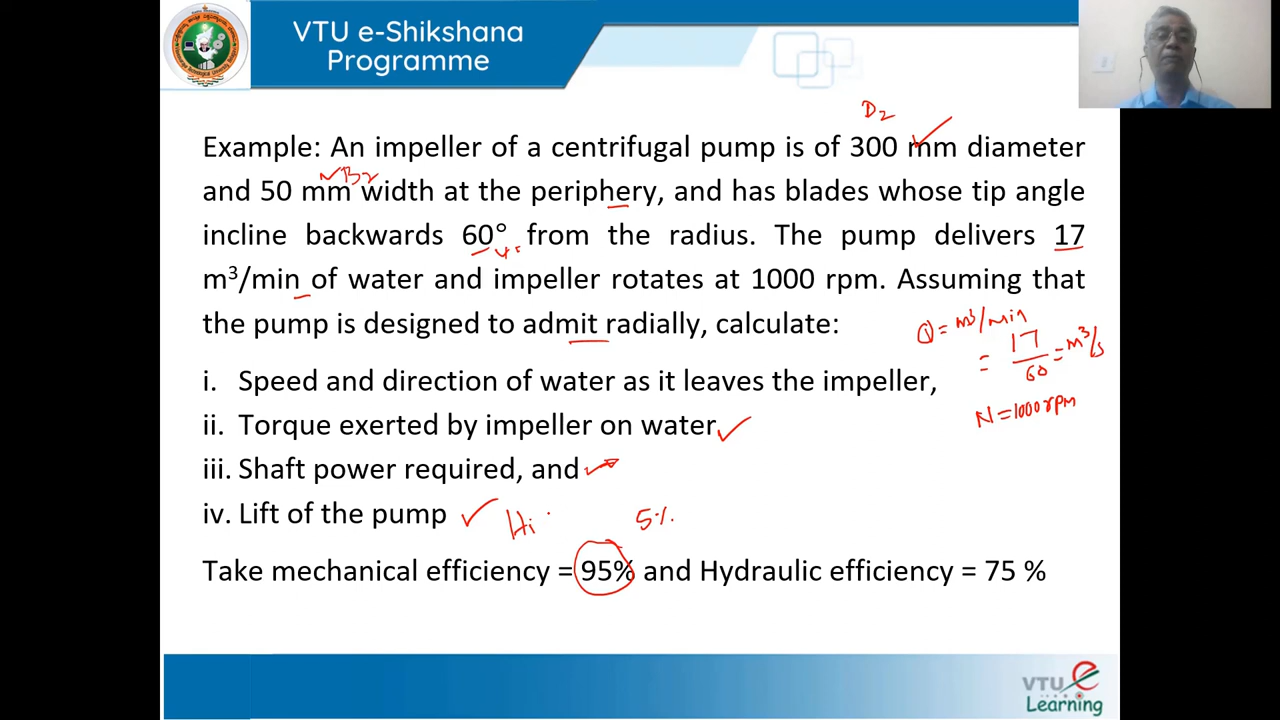 VTU e-Shikshana
Programme
D2
Example: An impeller of a centrifugal pump is of 300 mm diameter
B2
and 50 mm width at the periphery, and has blades whose tip angle
incline backwards 60° from the radius. The pump delivers 17
m³/min of water and impeller rotates at 1000 rpm. Assuming that
the pump is designed to admit radially, calculate:
Q = m³/min
= 17/60 = m³/s
N = 1000 rpm
i. Speed and direction of water as it leaves the impeller,
ii. Torque exerted by impeller on water
iii. Shaft power required, and
iv. Lift of the pump
Hi
5%
Take mechanical efficiency = 95% and Hydraulic efficiency = 75 %
VTU e
Learning